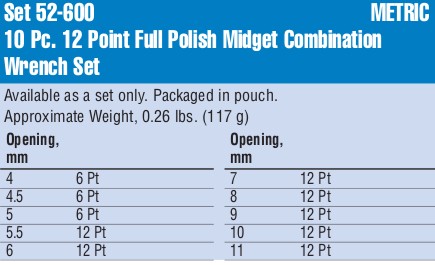 Set 52-600 METRIC
10 Pc. 12 Point Full Polish Midget Combination
Wrench Set
Available as a set only. Packaged in pouch.
Approximate Weight, 0.26 lbs. (117 g)
Opening, Opening,
mm mm
4 6 Pt 7 12 Pt
4.5 6 Pt 8 12 Pt
5 6 Pt 9 12 Pt
5.5 12 Pt 10 12 Pt
6 12 Pt 11 12 Pt